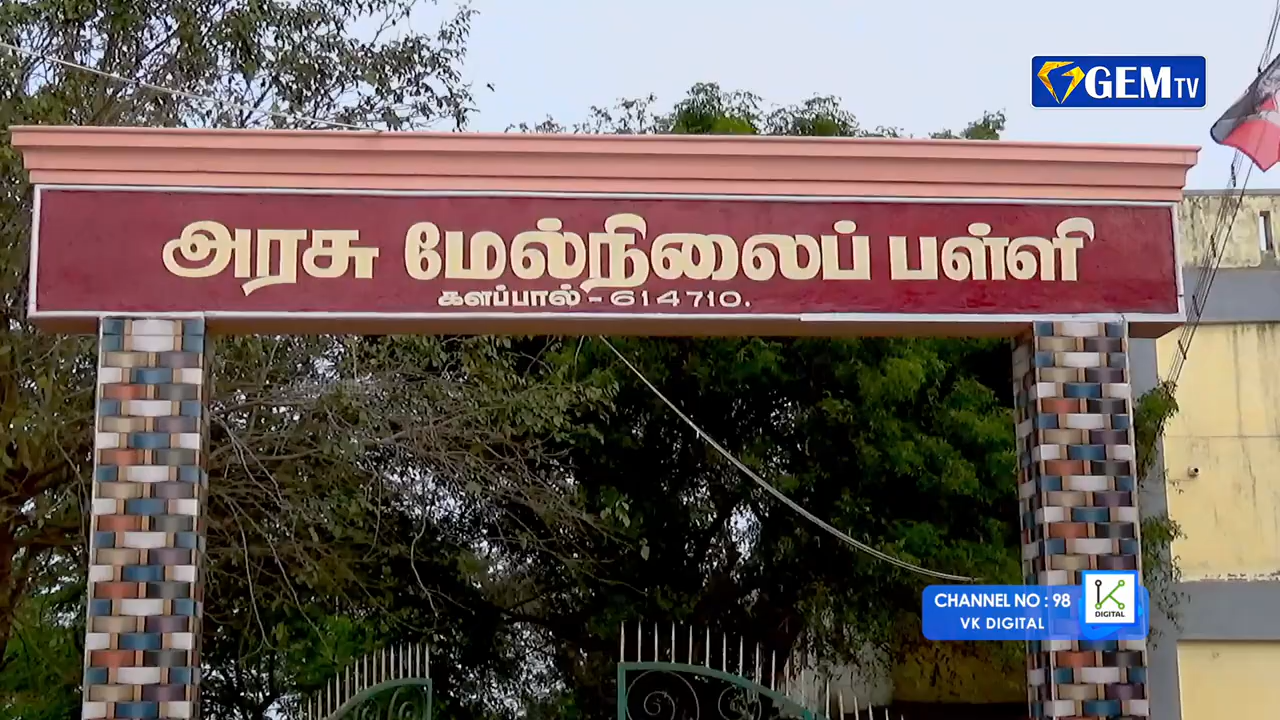 GEM TV
அரசு மேல்நிலைப் பள்ளி
களப்பால் - 614710.
CHANNEL NO : 98
VK DIGITAL
DIGITAL